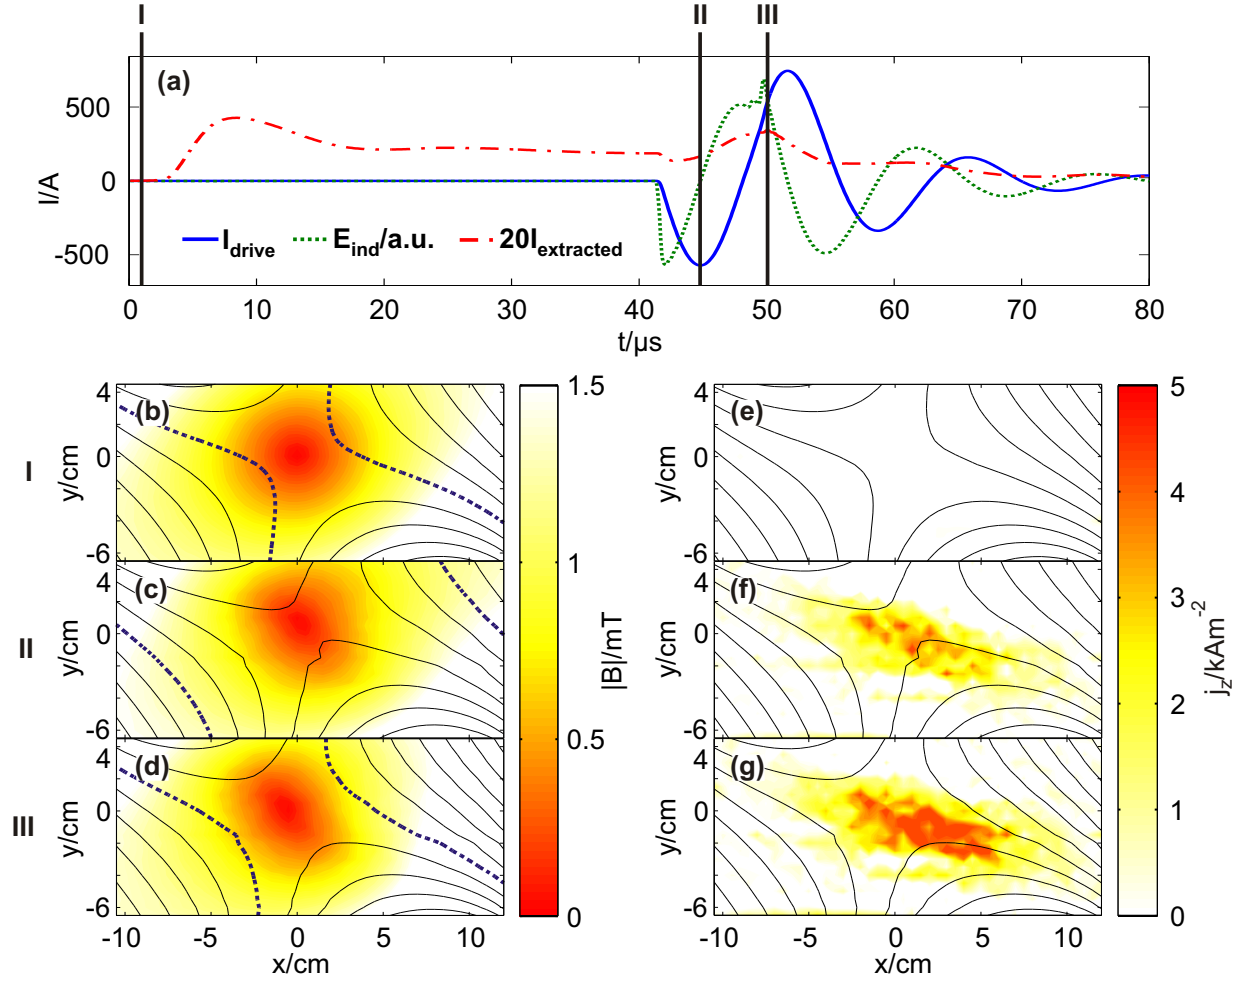 I II III
(a)
500
0
-500
I/A
I_drive E_ind/a.u. 20I_extracted
0 10 20 30 40 50 60 70 80
t/µs
I
(b)
4
0
-6
y/cm
(e)
4
0
-6
y/cm
II
(c)
4
0
-6
y/cm
(f)
4
0
-6
y/cm
III
(d)
4
0
-6
y/cm
(g)
4
0
-6
y/cm
-10 -5 0 5 10
x/cm
-10 -5 0 5 10
x/cm
1.5
1
0.5
0
|B|/mT
5
4
3
2
1
0
j_z/kAm^-2